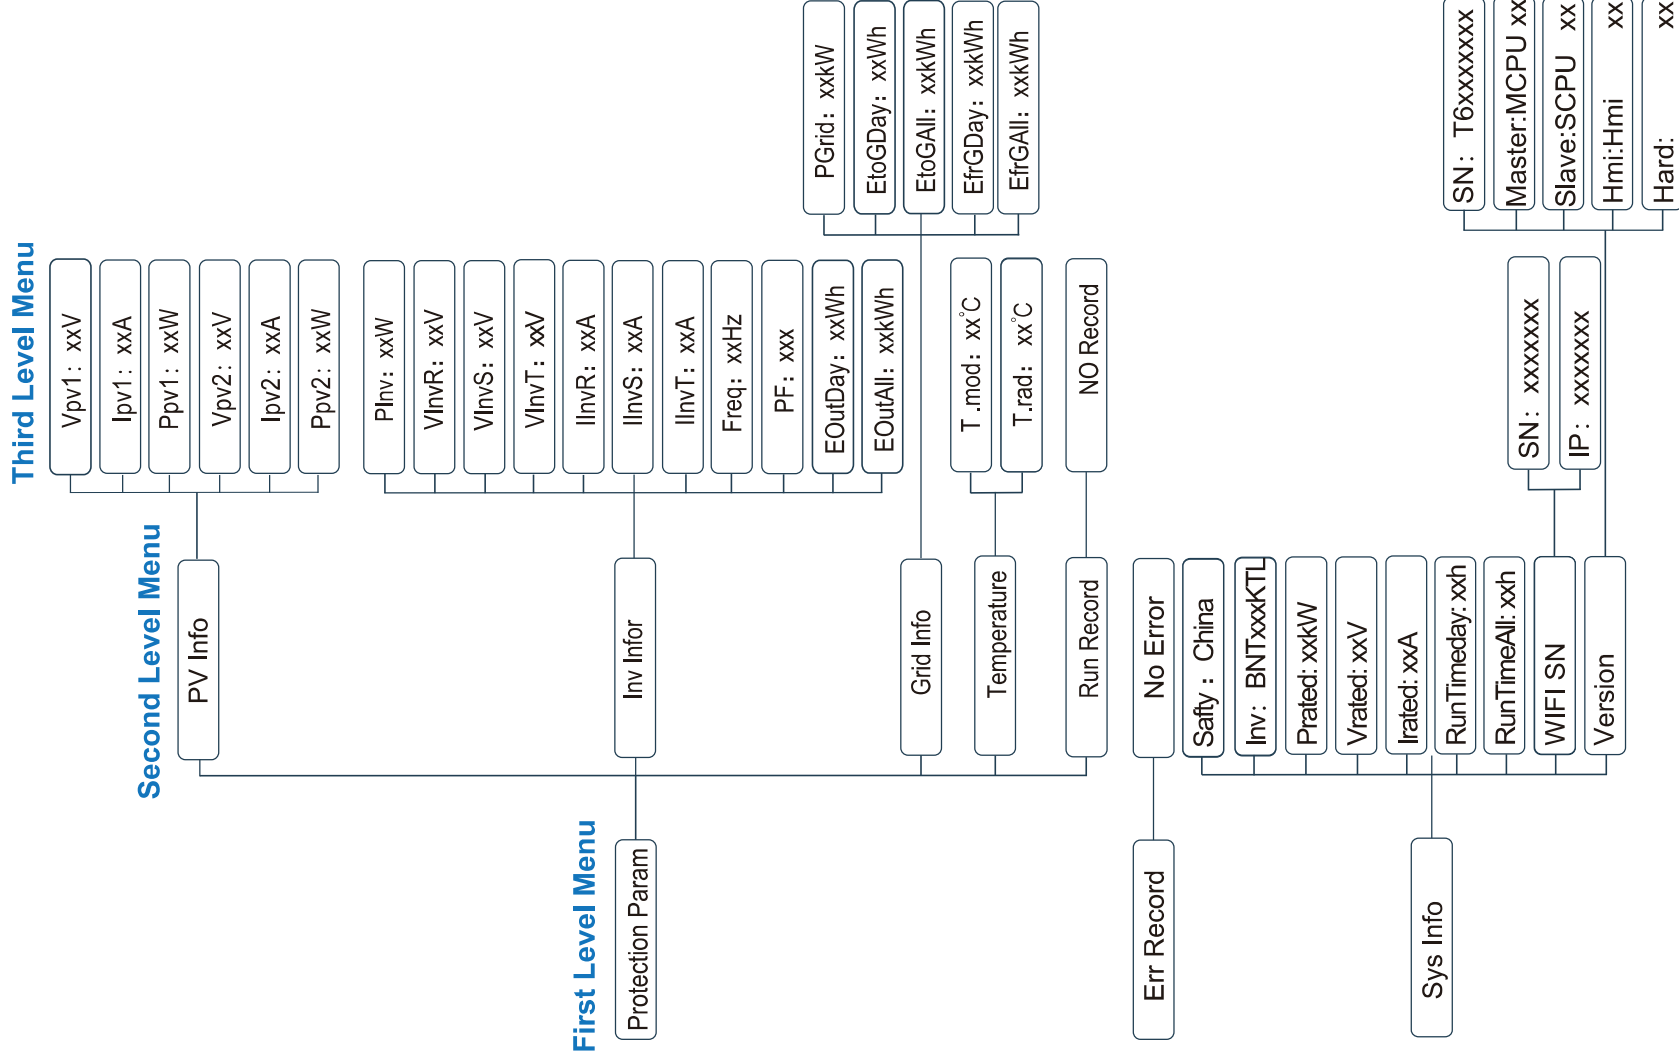 First Level Menu
Second Level Menu
Third Level Menu
Protection Param
PV Info
Vpv1: xxV
Ipv1: xxA
Ppv1: xxW
Vpv2: xxV
Ipv2: xxA
Ppv2: xxW
Inv Infor
PInv: xxW
VInvR: xxV
VInvS: xxV
VInvT: xxV
IInvR: xxA
IInvS: xxA
IInvT: xxA
Freq: xxHz
PF: xxx
EOutDay: xxWh
EOutAll: xxkWh
Grid Info
PGrid: xxkW
EtoGDay: xxWh
EtoGAll: xxkWh
EfrGDay: xxkWh
EfrGAll: xxkWh
Temperature
T.mod: xx°C
T.rad: xx°C
Run Record
NO Record
Err Record
No Error
Sys Info
Safty : China
Inv: BNTxxxKTL
Prated: xxkW
Vrated: xxV
Irated: xxA
RunTimeday: xxh
RunTimeAll: xxh
WIFI SN
SN: xxxxxxx
IP: xxxxxxx
Version
SN: T6xxxxxxx
Master:MCPU xx
Slave:SCPU xx
Hmi:Hmi xx
Hard: xx